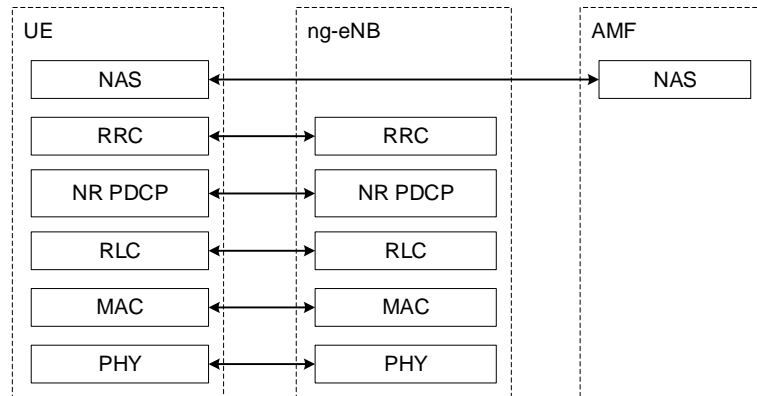 UE ng-eNB AMF
NAS NAS
RRC RRC
NR PDCP NR PDCP
RLC RLC
MAC MAC
PHY PHY